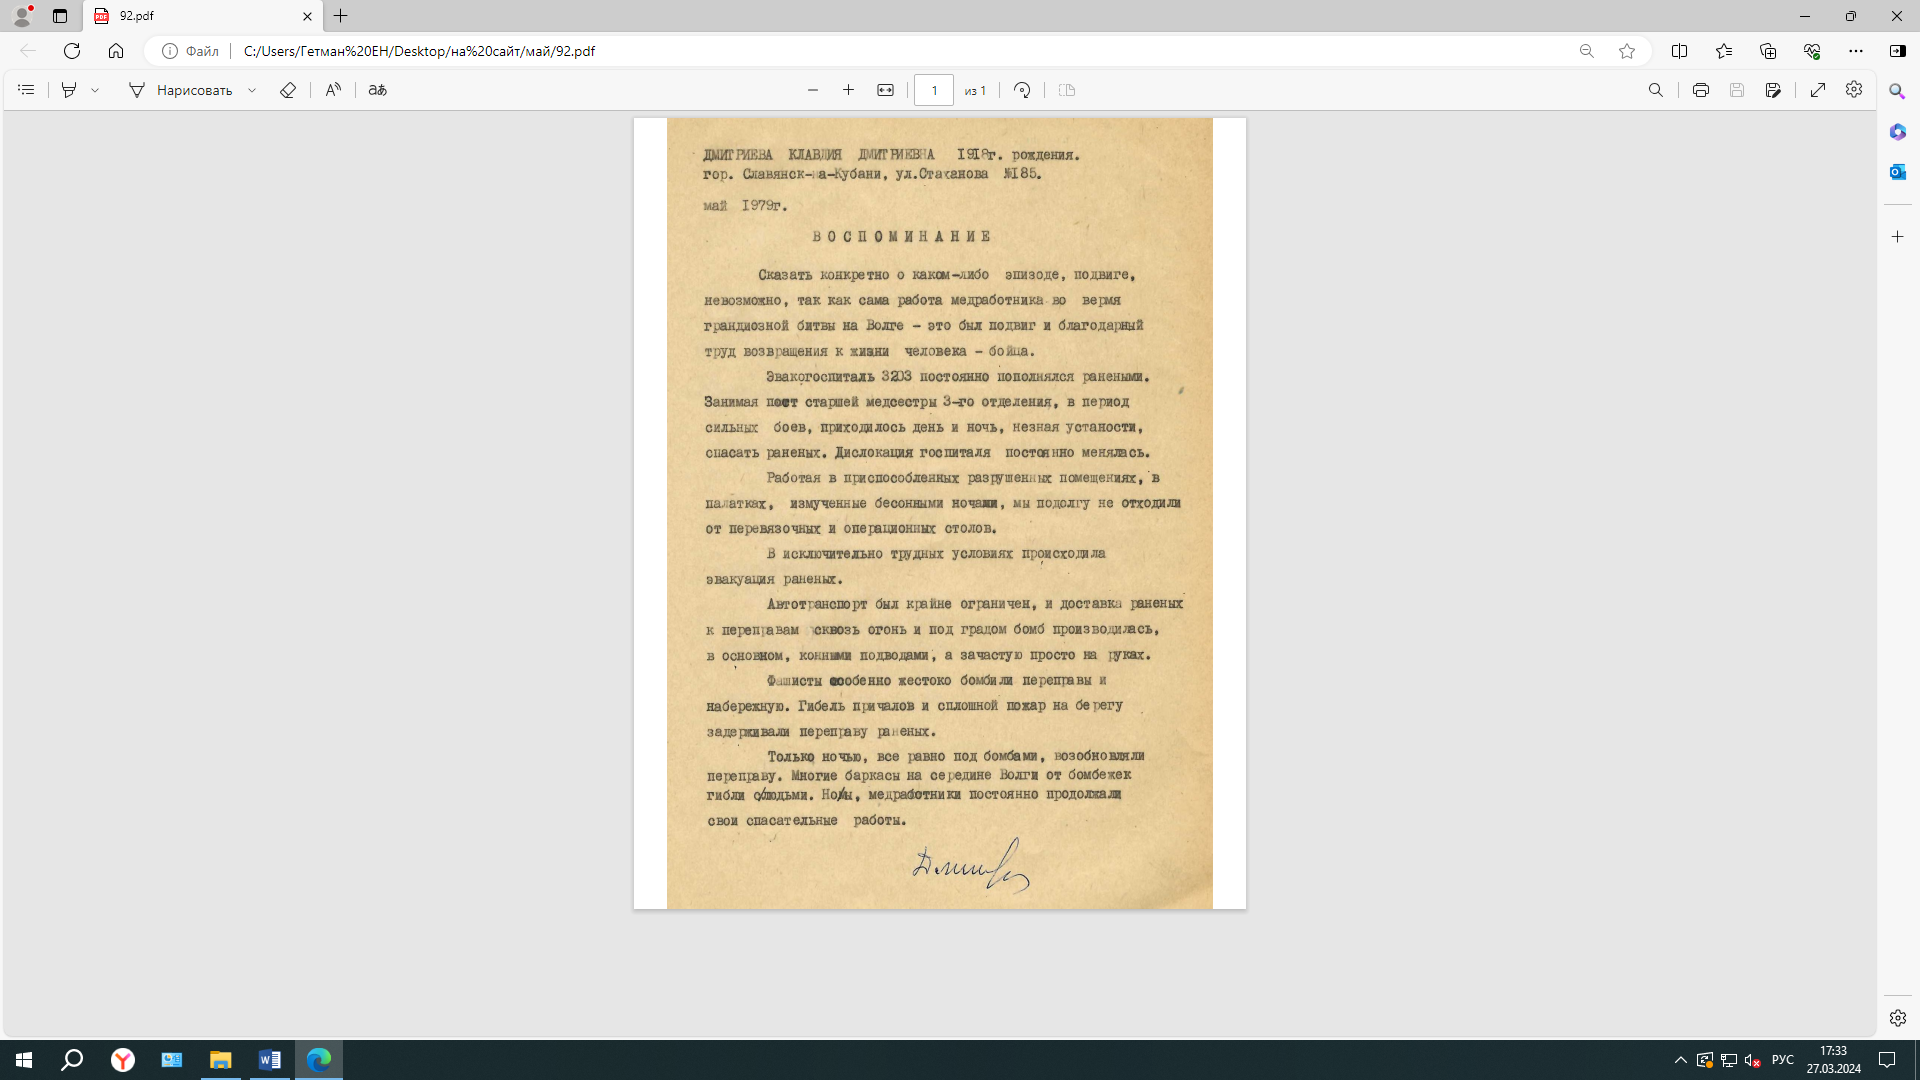 92.pdf
Файл
C:/Users/Гетман%20ЕН/Desktop/на%20сайт/май/92.pdf
Нарисовать
1
из 1
ДМИТРИЕВА КЛАВДИЯ ДМИТРИЕВНА 1918г. рождения.
гор. Славянск-на-Кубани, ул.Стаханова №185.
май 1979г.
ВОСПОМИНАНИЕ
Сказать конкретно о каком-либо эпизоде, подвиге,
невозможно, так как сама работа медработника во вермя
грандиозной битвы на Волге - это был подвиг и благодарный
труд возвращения к жизни человека - бойца.
Эвакогоспиталь 3203 постоянно пополнялся ранеными.
Занимая пост старшей медсестры 3-го отделения, в период
сильных боев, приходилось день и ночь, незная устаности,
спасать раненых. Дислокация госпиталя постоянно менялась.
Работая в приспособленных разрушенных помещениях, в
палатках, измученные бесонными ночами, мы подолгу не отходили
от перевязочных и операционных столов.
В исключительно трудных условиях происходила
эвакуация раненых.
Автотранспорт был крайне ограничен, и доставка раненых
к переправам сквозь огонь и под градом бомб производилась,
в основном, конными подводами, а зачастую просто на руках.
Фашисты особенно жестоко бомбили переправы и
набережную. Гибель причалов и сплошной пожар на берегу
задерживали переправу раненых.
Только ночью, все равно под бомбами, возобновляли
переправу. Многие баркасы на середине Волги от бомбежек
гибли с/людьми. Но/мы, медработники постоянно продолжали
свои спасательные работы.
РУС
17:33
27.03.2024